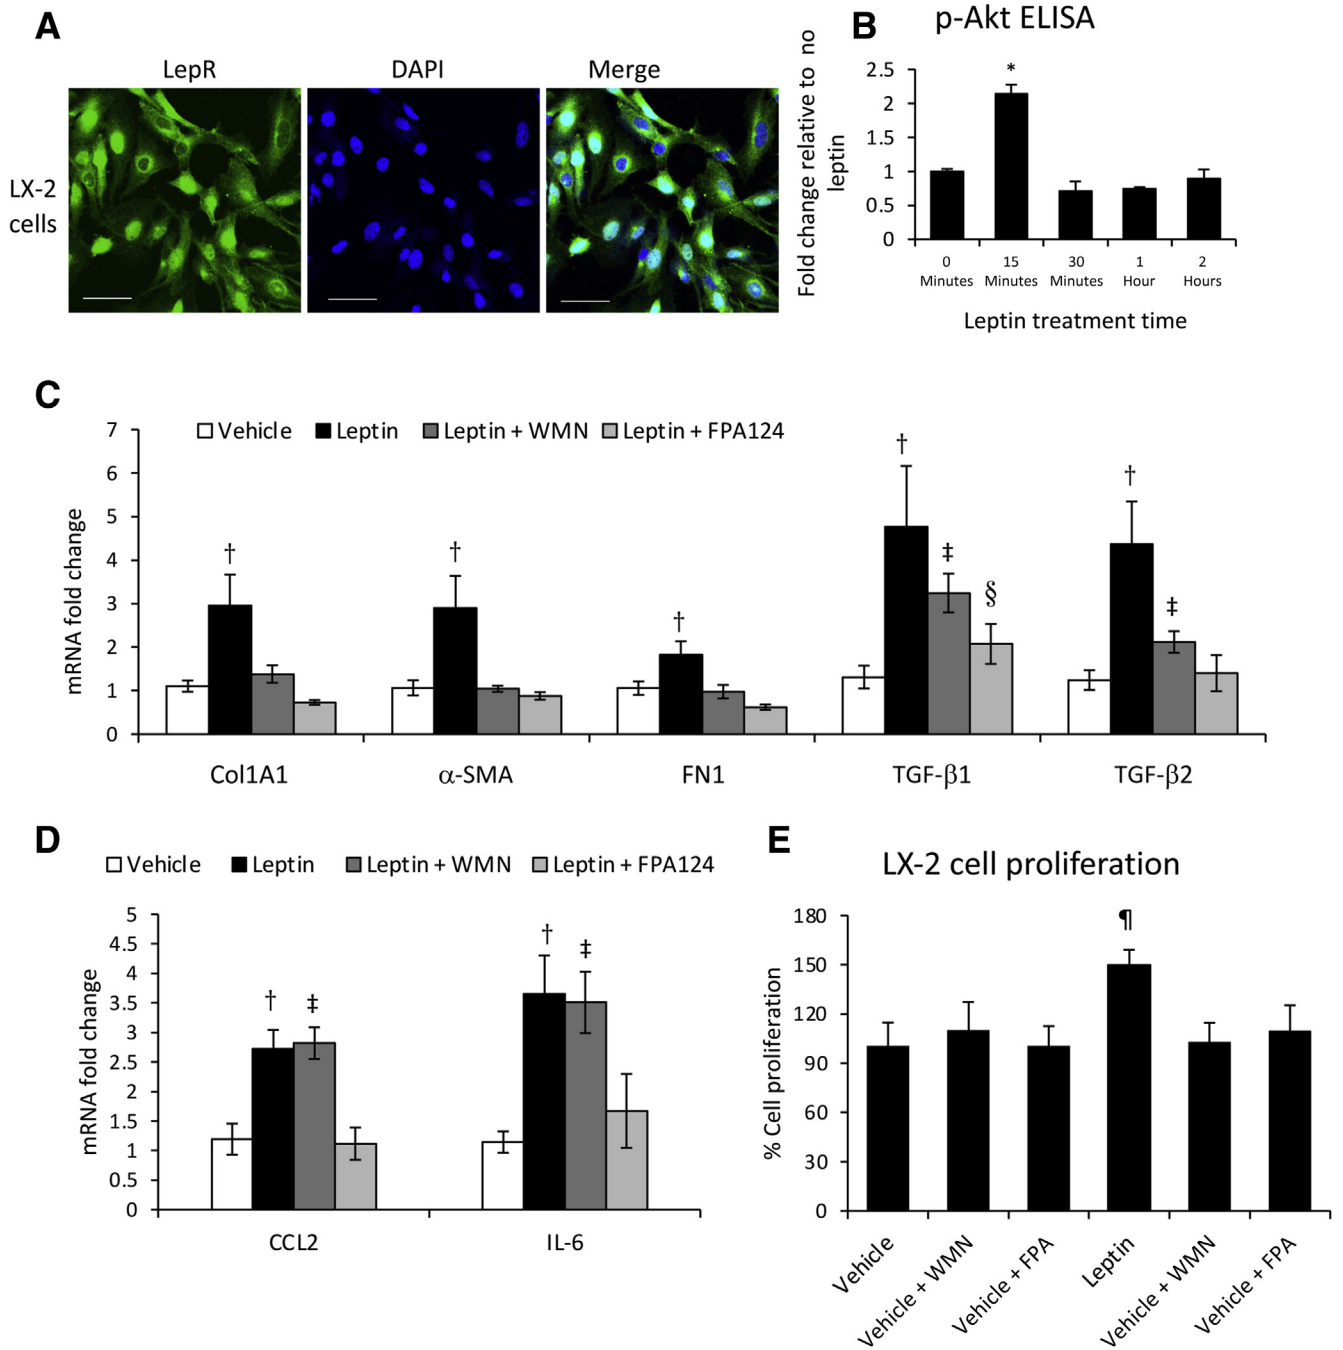 A
LepR
DAPI
Merge
LX-2
cells
B
p-Akt ELISA
Fold change relative to no
leptin
2.5
2
1.5
1
0.5
0
*
0
Minutes
15
Minutes
30
Minutes
1
Hour
2
Hours
Leptin treatment time
C
Vehicle
Leptin
Leptin + WMN
Leptin + FPA124
mRNA fold change
7
6
5
4
3
2
1
0
†
†
†
†
‡
§
†
‡
Col1A1
α-SMA
FN1
TGF-β1
TGF-β2
D
Vehicle
Leptin
Leptin + WMN
Leptin + FPA124
mRNA fold change
5
4.5
4
3.5
3
2.5
2
1.5
1
0.5
0
†
‡
†
‡
CCL2
IL-6
E
LX-2 cell proliferation
% Cell proliferation
180
150
120
90
60
30
0
¶
Vehicle
Vehicle + WMN
Vehicle + FPA
Leptin
Vehicle + WMN
Vehicle + FPA